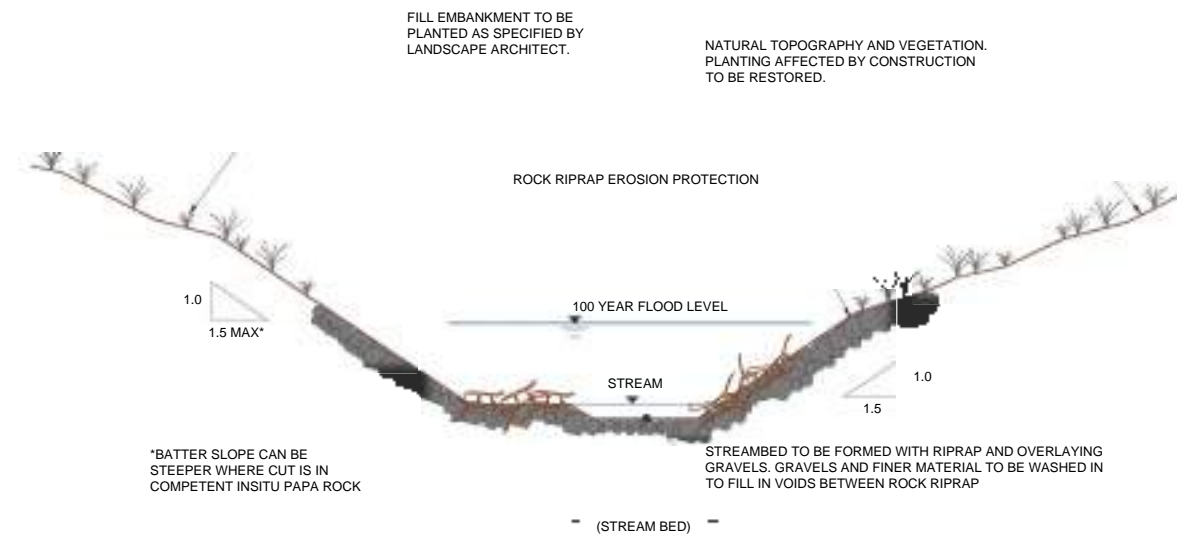 FILL EMBANKMENT TO BE
PLANTED AS SPECIFIED BY
LANDSCAPE ARCHITECT.
NATURAL TOPOGRAPHY AND VEGETATION.
PLANTING AFFECTED BY CONSTRUCTION
TO BE RESTORED.
ROCK RIPRAP EROSION PROTECTION
1.0
1.5 MAX*
100 YEAR FLOOD LEVEL
STREAM
1.0
1.5
*BATTER SLOPE CAN BE
STEEPER WHERE CUT IS IN
COMPETENT INSITU PAPA ROCK
STREAMBED TO BE FORMED WITH RIPRAP AND OVERLAYING
GRAVELS. GRAVELS AND FINER MATERIAL TO BE WASHED IN
TO FILL IN VOIDS BETWEEN ROCK RIPRAP
(STREAM BED)